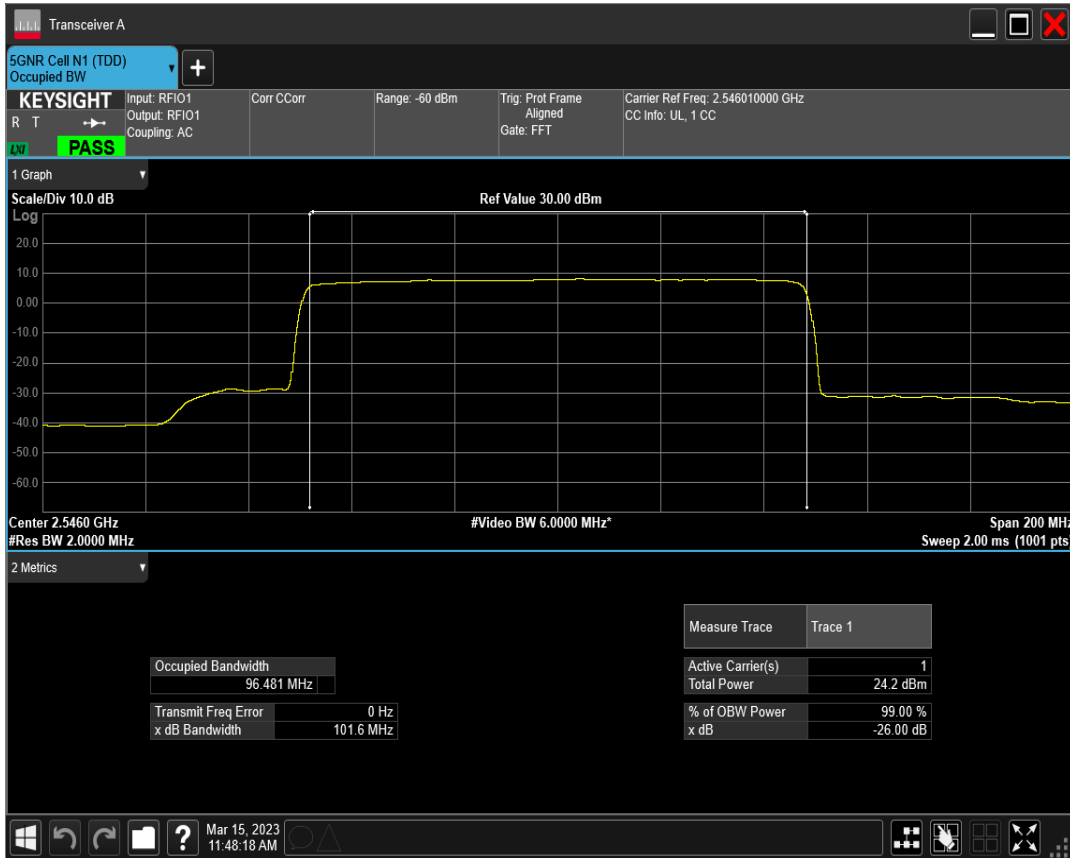 Transceiver A
5GNR Cell N1 (TDD)
Occupied BW
+
KEYSIGHT
R T
LXI
PASS
Input: RFIO1
Output: RFIO1
Coupling: AC
Corr CCorr
Range: -60 dBm
Trig: Prot Frame
Aligned
Gate: FFT
Carrier Ref Freq: 2.546010000 GHz
CC Info: UL, 1 CC
1 Graph
Scale/Div 10.0 dB
Ref Value 30.00 dBm
Log
20.0
10.0
0.00
-10.0
-20.0
-30.0
-40.0
-50.0
-60.0
Center 2.5460 GHz
#Video BW 6.0000 MHz*
Span 200 MHz
#Res BW 2.0000 MHz
Sweep 2.00 ms (1001 pts)
2 Metrics
Measure Trace Trace 1
Occupied Bandwidth
96.481 MHz
Active Carrier(s) 1
Total Power 24.2 dBm
Transmit Freq Error 0 Hz
x dB Bandwidth 101.6 MHz
% of OBW Power 99.00 %
x dB -26.00 dB
?
Mar 15, 2023
11:48:18 AM